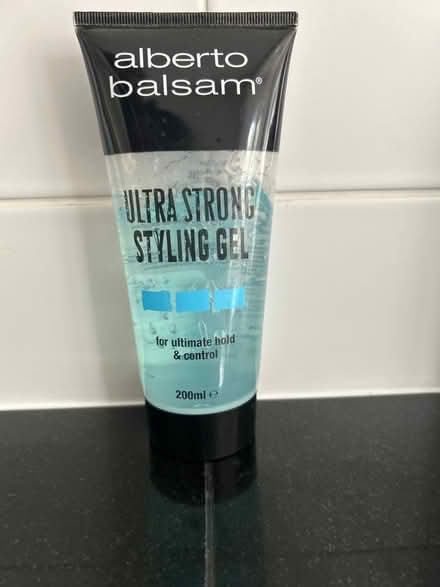 alberto
balsam®
ULTRA STRONG
STYLING GEL
for ultimate hold
& control
200ml ℮